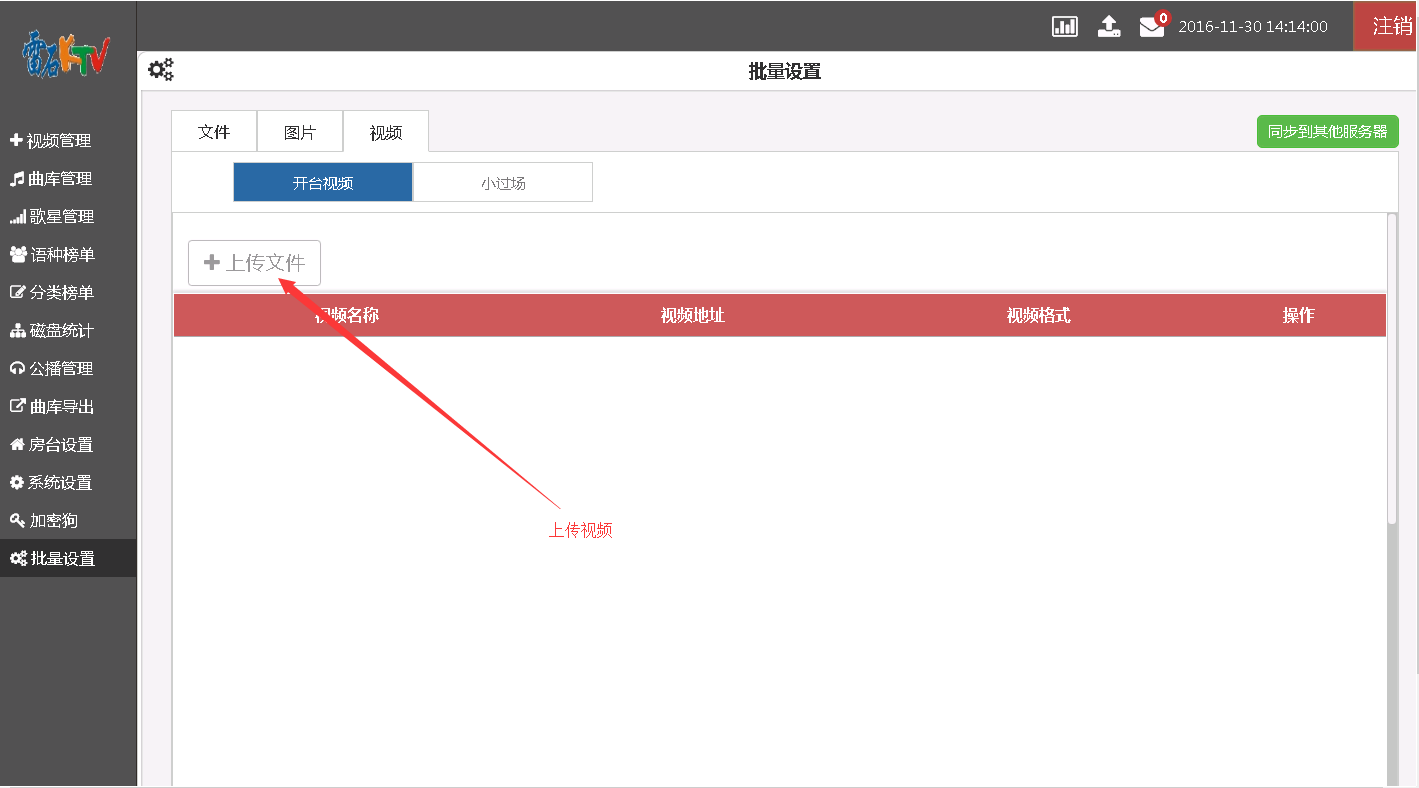 雷石KTV
0
2016-11-30 14:14:00
注销
批量设置
视频管理
曲库管理
歌星管理
语种榜单
分类榜单
磁盘统计
公播管理
曲库导出
房台设置
系统设置
加密狗
批量设置
文件
图片
视频
同步到其他服务器
开台视频
小过场
上传文件
视频名称
视频地址
视频格式
操作
上传视频